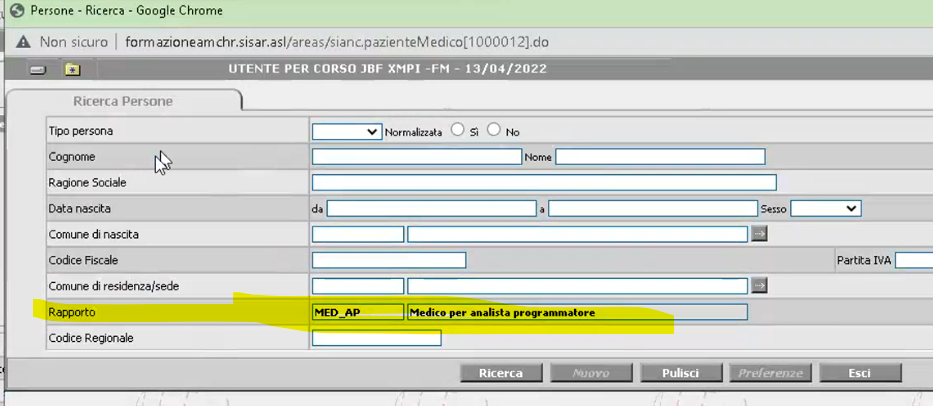 Persone - Ricerca - Google Chrome
Non sicuro | formazioneamchr.sisar.asl/areas/sianc.pazienteMedico[1000012].do
UTENTE PER CORSO JBF XMPI -FM - 13/04/2022
Ricerca Persone
Tipo persona Normalizzata Sì No
Cognome Nome
Ragione Sociale
Data nascita da a Sesso
Comune di nascita
Codice Fiscale Partita IVA
Comune di residenza/sede
Rapporto MED_AP Medico per analista programmatore
Codice Regionale
Ricerca Nuovo Pulisci Preferenze Esci